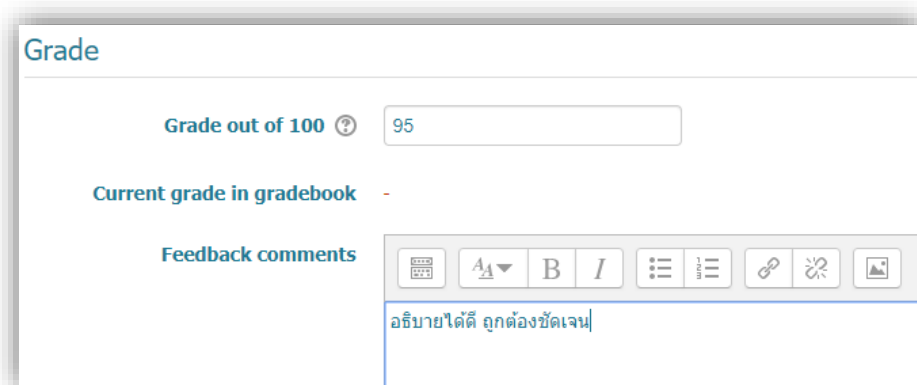 Grade
Grade out of 100
95
Current grade in gradebook -
Feedback comments
B I
อธิบายได้ดี ถูกต้องชัดเจน